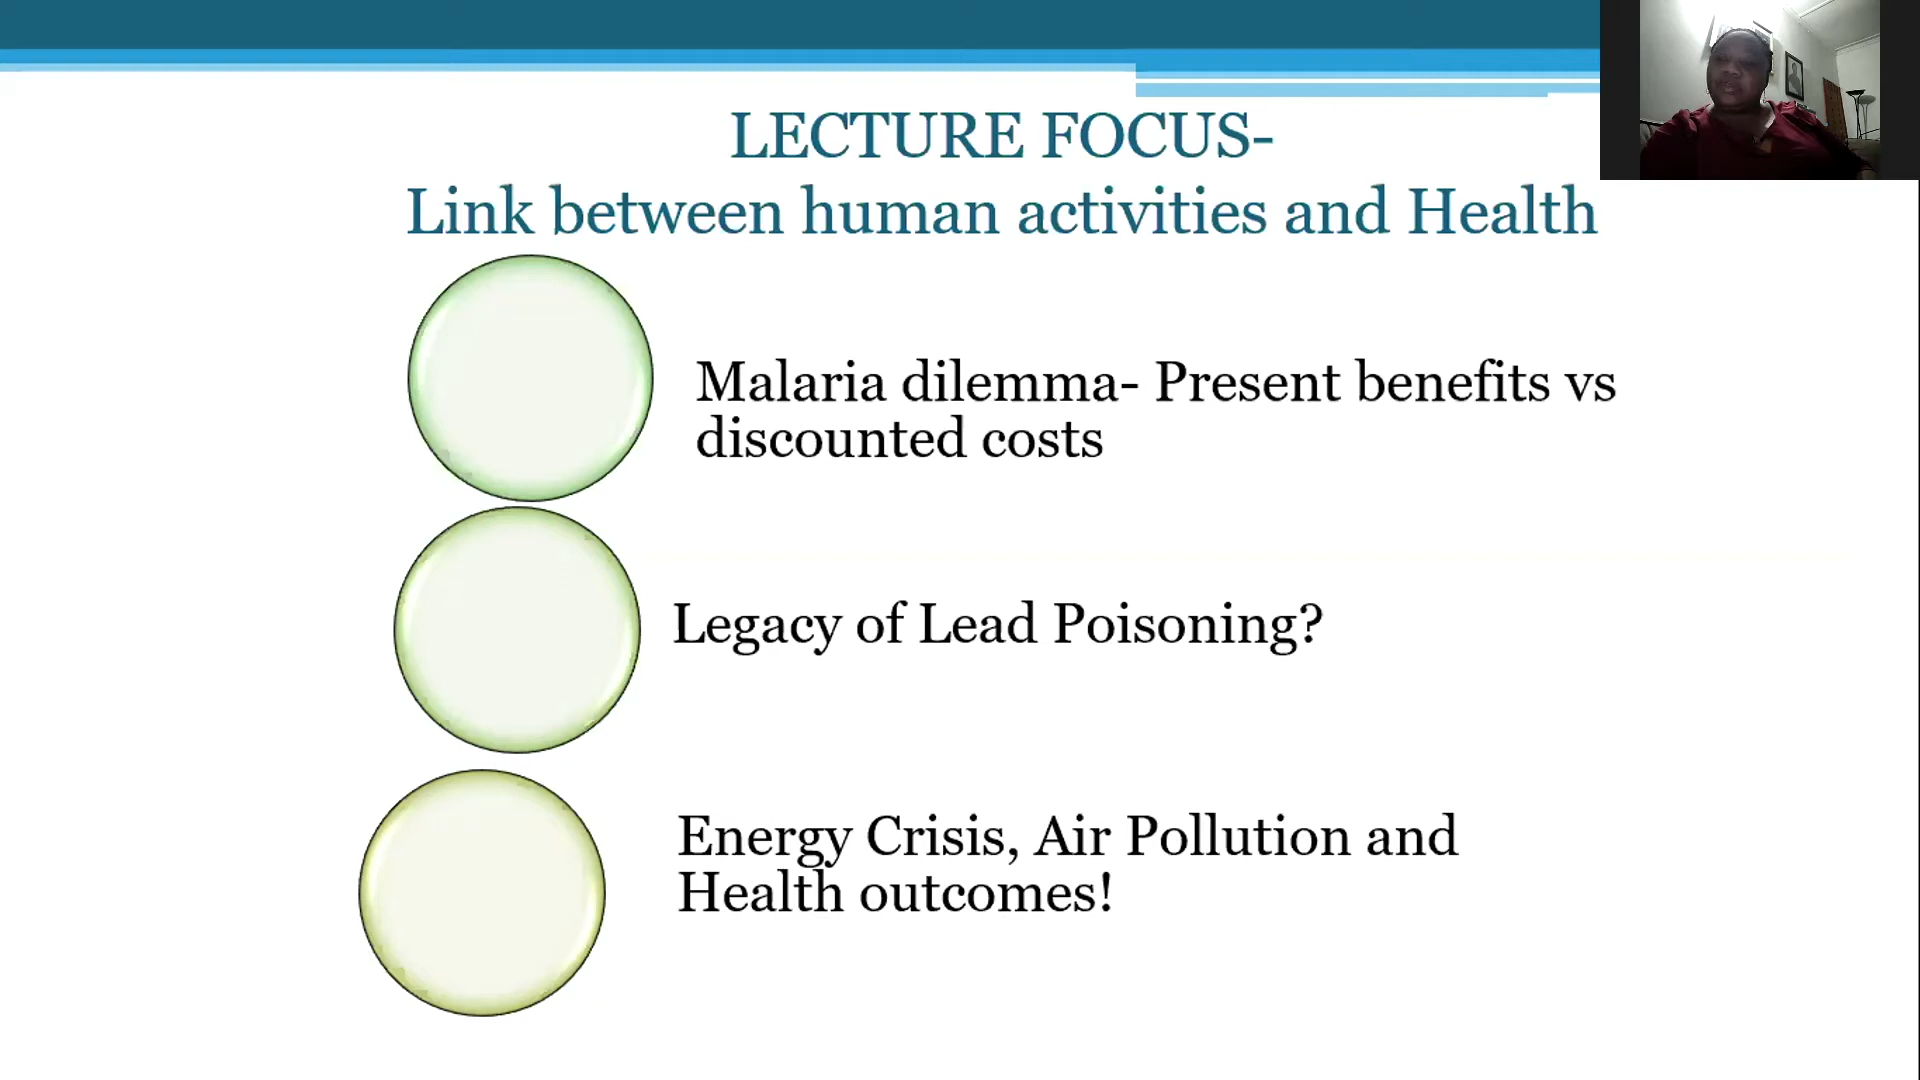 LECTURE FOCUS-
Link between human activities and Health
Malaria dilemma- Present benefits vs
discounted costs
Legacy of Lead Poisoning?
Energy Crisis, Air Pollution and
Health outcomes!